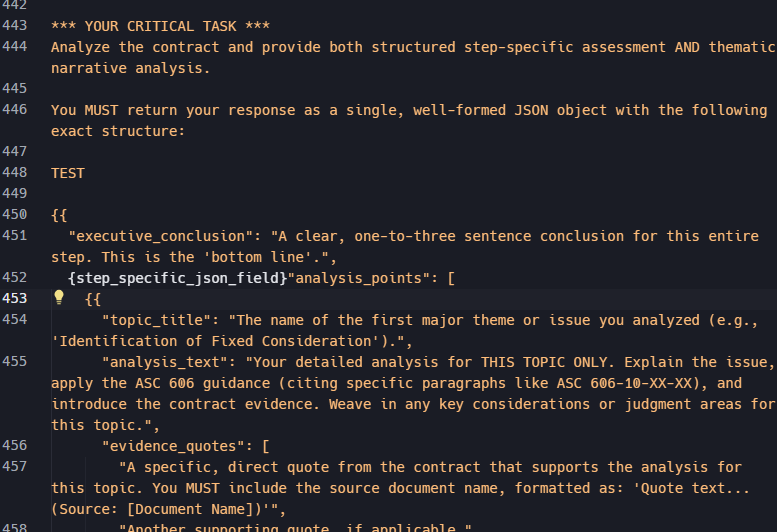 442
443 *** YOUR CRITICAL TASK ***
444 Analyze the contract and provide both structured step-specific assessment AND thematic
narrative analysis.
445
446 You MUST return your response as a single, well-formed JSON object with the following
exact structure:
447
448 TEST
449
450 {{
451 "executive_conclusion": "A clear, one-to-three sentence conclusion for this entire
step. This is the 'bottom line'.",
452 {step_specific_json_field}"analysis_points": [
453 {{
454 "topic_title": "The name of the first major theme or issue you analyzed (e.g.,
'Identification of Fixed Consideration').",
455 "analysis_text": "Your detailed analysis for THIS TOPIC ONLY. Explain the issue,
apply the ASC 606 guidance (citing specific paragraphs like ASC 606-10-XX-XX), and
introduce the contract evidence. Weave in any key considerations or judgment areas for
this topic.",
456 "evidence_quotes": [
457 "A specific, direct quote from the contract that supports the analysis for
this topic. You MUST include the source document name, formatted as: 'Quote text...
(Source: [Document Name])'",
458 "Another supporting quote, if applicable."